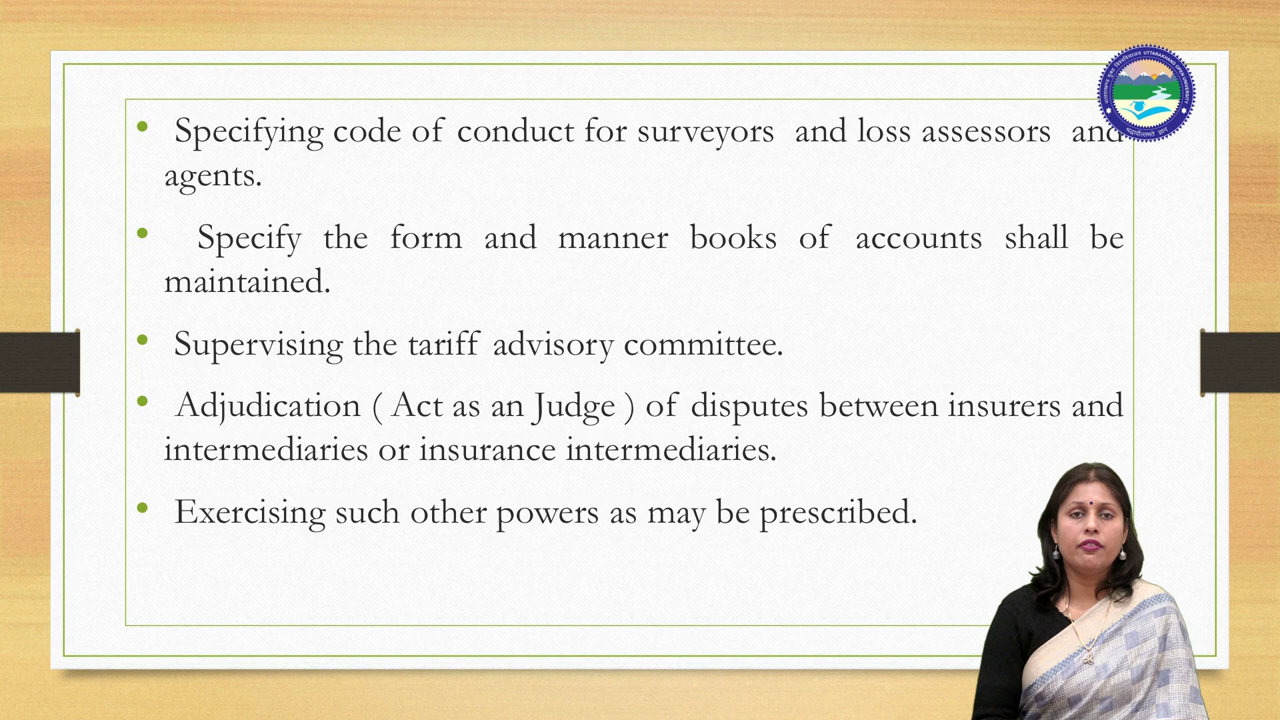 Specifying code of conduct for surveyors and loss assessors and
agents.
Specify the form and manner books of accounts shall be
maintained.
Supervising the tariff advisory committee.
Adjudication ( Act as an Judge ) of disputes between insurers and
intermediaries or insurance intermediaries.
Exercising such other powers as may be prescribed.